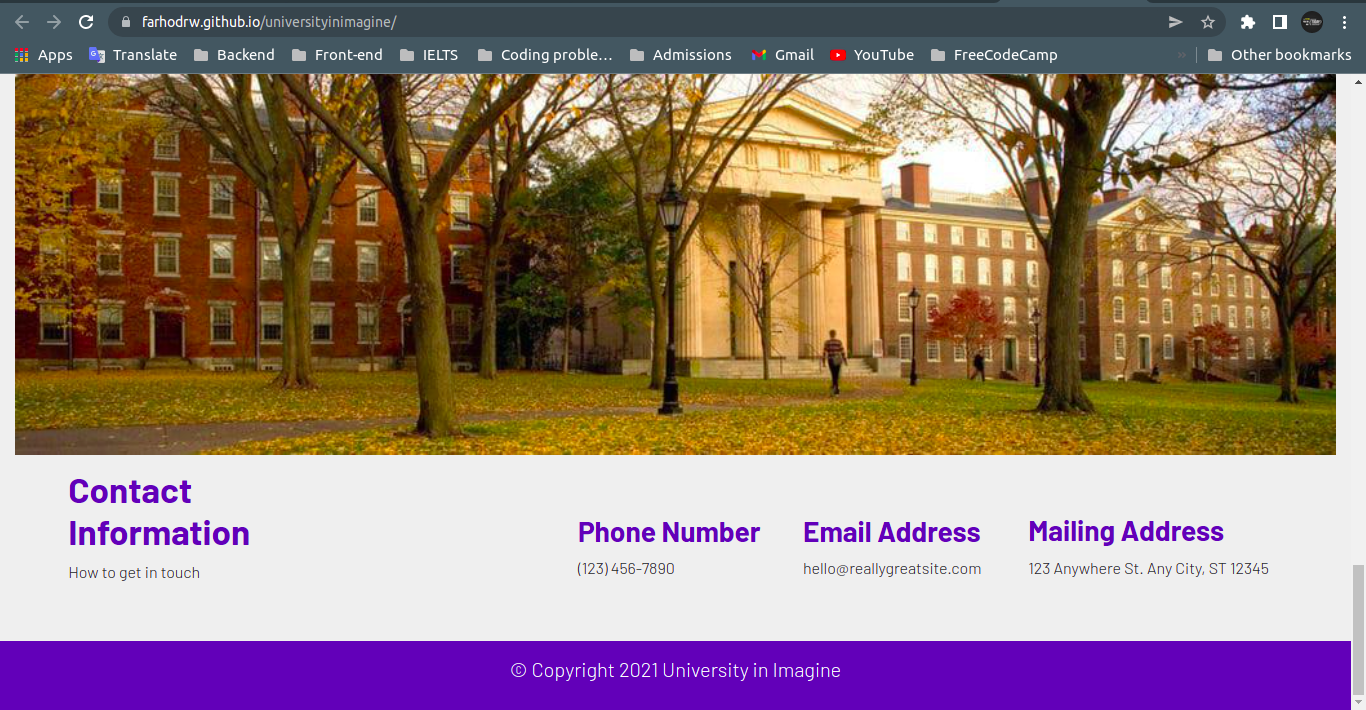 farhodrw.github.io/universityinimagine/
Apps Translate Backend Front-end IELTS Coding proble… Admissions Gmail YouTube FreeCodeCamp » Other bookmarks
Contact
Information
How to get in touch
Phone Number
(123) 456-7890
Email Address
hello@reallygreatsite.com
Mailing Address
123 Anywhere St. Any City, ST 12345
© Copyright 2021 University in Imagine